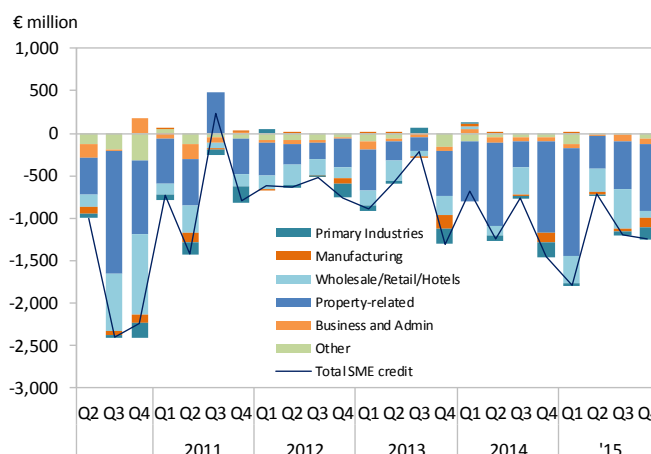 € million
1,000
500
0
-500
-1,000
-1,500
-2,000
-2,500
-3,000
Primary Industries
Manufacturing
Wholesale/Retail/Hotels
Property-related
Business and Admin
Other
Total SME credit
Q2 Q3 Q4 Q1 Q2 Q3 Q4 Q1 Q2 Q3 Q4 Q1 Q2 Q3 Q4 Q1 Q2 Q3 Q4 Q1 Q2 Q3 Q4
2011 2012 2013 2014 '15